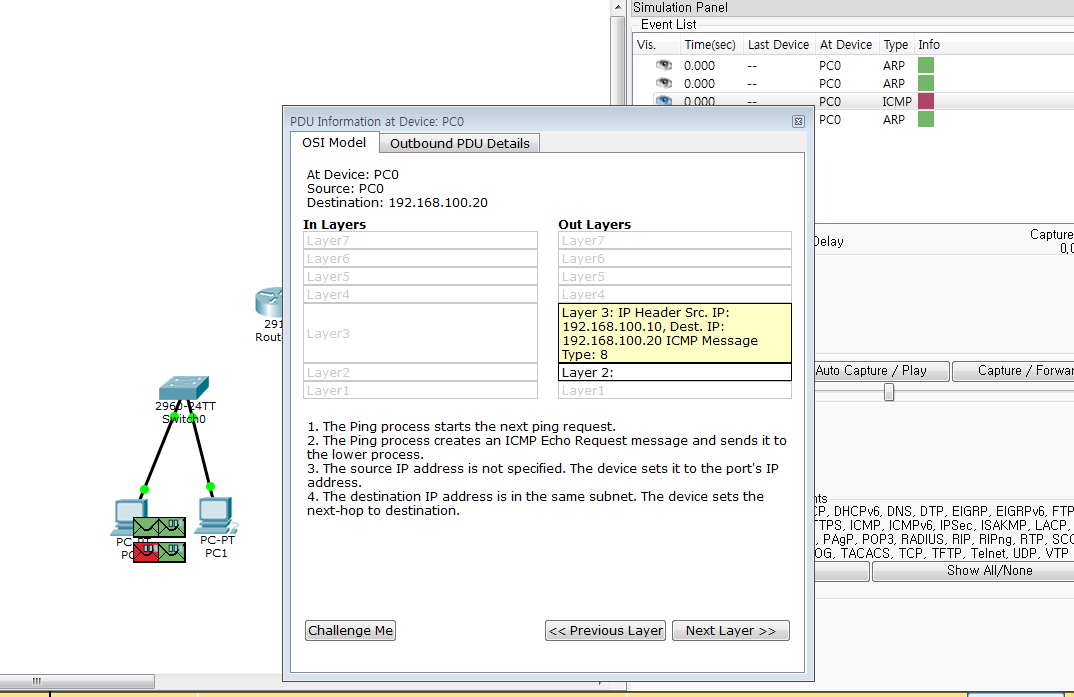 Simulation Panel
Event List
Vis. Time(sec) Last Device At Device Type Info
0.000 -- PC0 ARP
0.000 -- PC0 ARP
0.000 -- PC0 ICMP
PC0 ARP
PDU Information at Device: PC0
OSI Model Outbound PDU Details
At Device: PC0
Source: PC0
Destination: 192.168.100.20
In Layers Out Layers
Layer7 Layer7
Layer6 Layer6
Layer5 Layer5
Layer4 Layer4
Layer3
Layer 3: IP Header Src. IP:
192.168.100.10, Dest. IP:
192.168.100.20 ICMP Message
Type: 8
Layer2 Layer 2:
Layer1 Layer1
1. The Ping process starts the next ping request.
2. The Ping process creates an ICMP Echo Request message and sends it to
the lower process.
3. The source IP address is not specified. The device sets it to the port's IP
address.
4. The destination IP address is in the same subnet. The device sets the
next-hop to destination.
Challenge Me << Previous Layer Next Layer >>
Delay
Capture
Auto Capture / Play
Capture / Forwar
CP, DHCPv6, DNS, DTP, EIGRP, EIGRPv6, FTP
TTPS, ICMP, ICMPv6, IPSec, ISAKMP, LACP,
, PAgP, POP3, RADIUS, RIP, RIPng, RTP, SCC
OG, TACACS, TCP, TFTP, Telnet, UDP, VTP
Show All/None
291
Rout
2960-24TT
Switch0
PC-PT
PC1